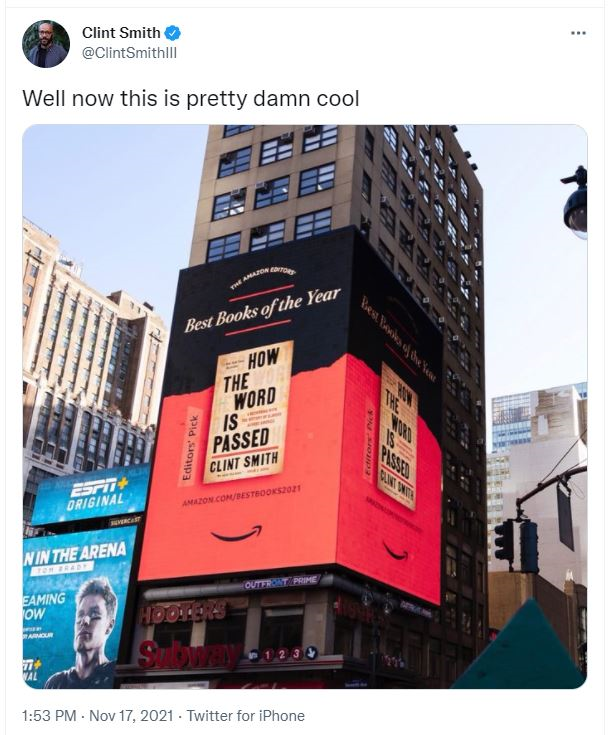 Clint Smith
@ClintSmithIII
Well now this is pretty damn cool
THE AMAZON EDITORS'
Best Books of the Year
HOW
THE
WORD
IS
PASSED
CLINT SMITH
Editors' Pick
AMAZON.COM/BESTBOOKS2021
Best Books of the Year
HOW
THE
WORD
IS
PASSED
CLINT SMITH
Editors' Pick
ESPN+
ORIGINAL
SILVERCAST
N IN THE ARENA
TOM BRADY
EAMING
OW
ARMOUR
OUTFRONT/PRIME
HOOTERS
Subway
1 2 3
1:53 PM · Nov 17, 2021 · Twitter for iPhone